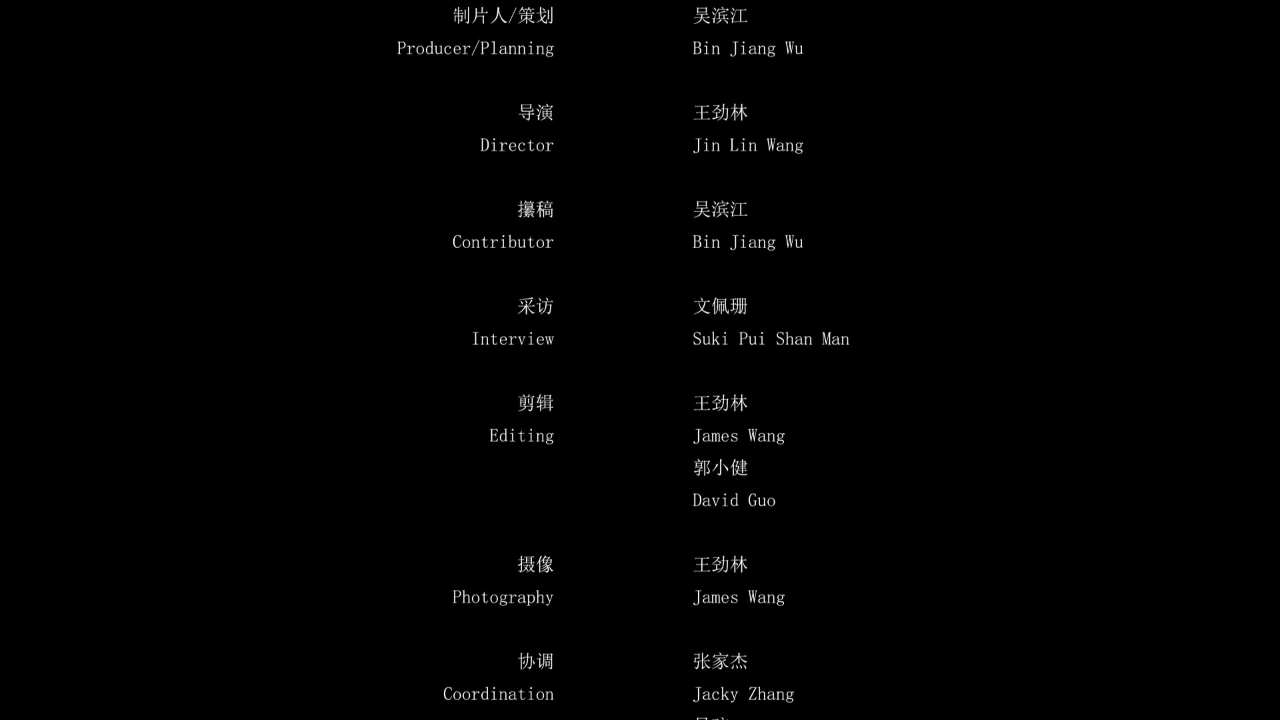 制片人/策划 吴滨江
Producer/Planning Bin Jiang Wu
导演 王劲林
Director Jin Lin Wang
攥稿 吴滨江
Contributor Bin Jiang Wu
采访 文佩珊
Interview Suki Pui Shan Man
剪辑 王劲林
Editing James Wang
郭小健
David Guo
摄像 王劲林
Photography James Wang
协调 张家杰
Coordination Jacky Zhang